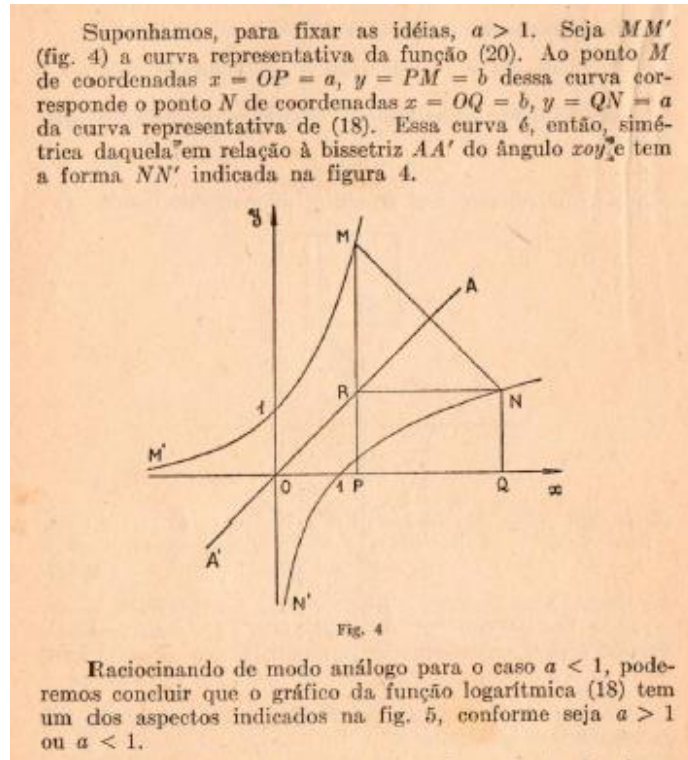 Suponhamos, para fixar as idéias, a > 1. Seja MM'
(fig. 4) a curva representativa da função (20). Ao ponto M
de coordenadas x = OP = a, y = PM = b dessa curva cor-
responde o ponto N de coordenadas x = OQ = b, y = QN = a
da curva representativa de (18). Essa curva é, então, simé-
trica daquela em relação à bissetriz AA' do ângulo xoy e tem
a forma NN' indicada na figura 4.
y
M
A
R
N
1
M'
O
1 P
Q
x
A'
N'
Fig. 4
Raciocinando de modo análogo para o caso a < 1, pode-
remos concluir que o gráfico da função logarítmica (18) tem
um dos aspectos indicados na fig. 5, conforme seja a > 1
ou a < 1.